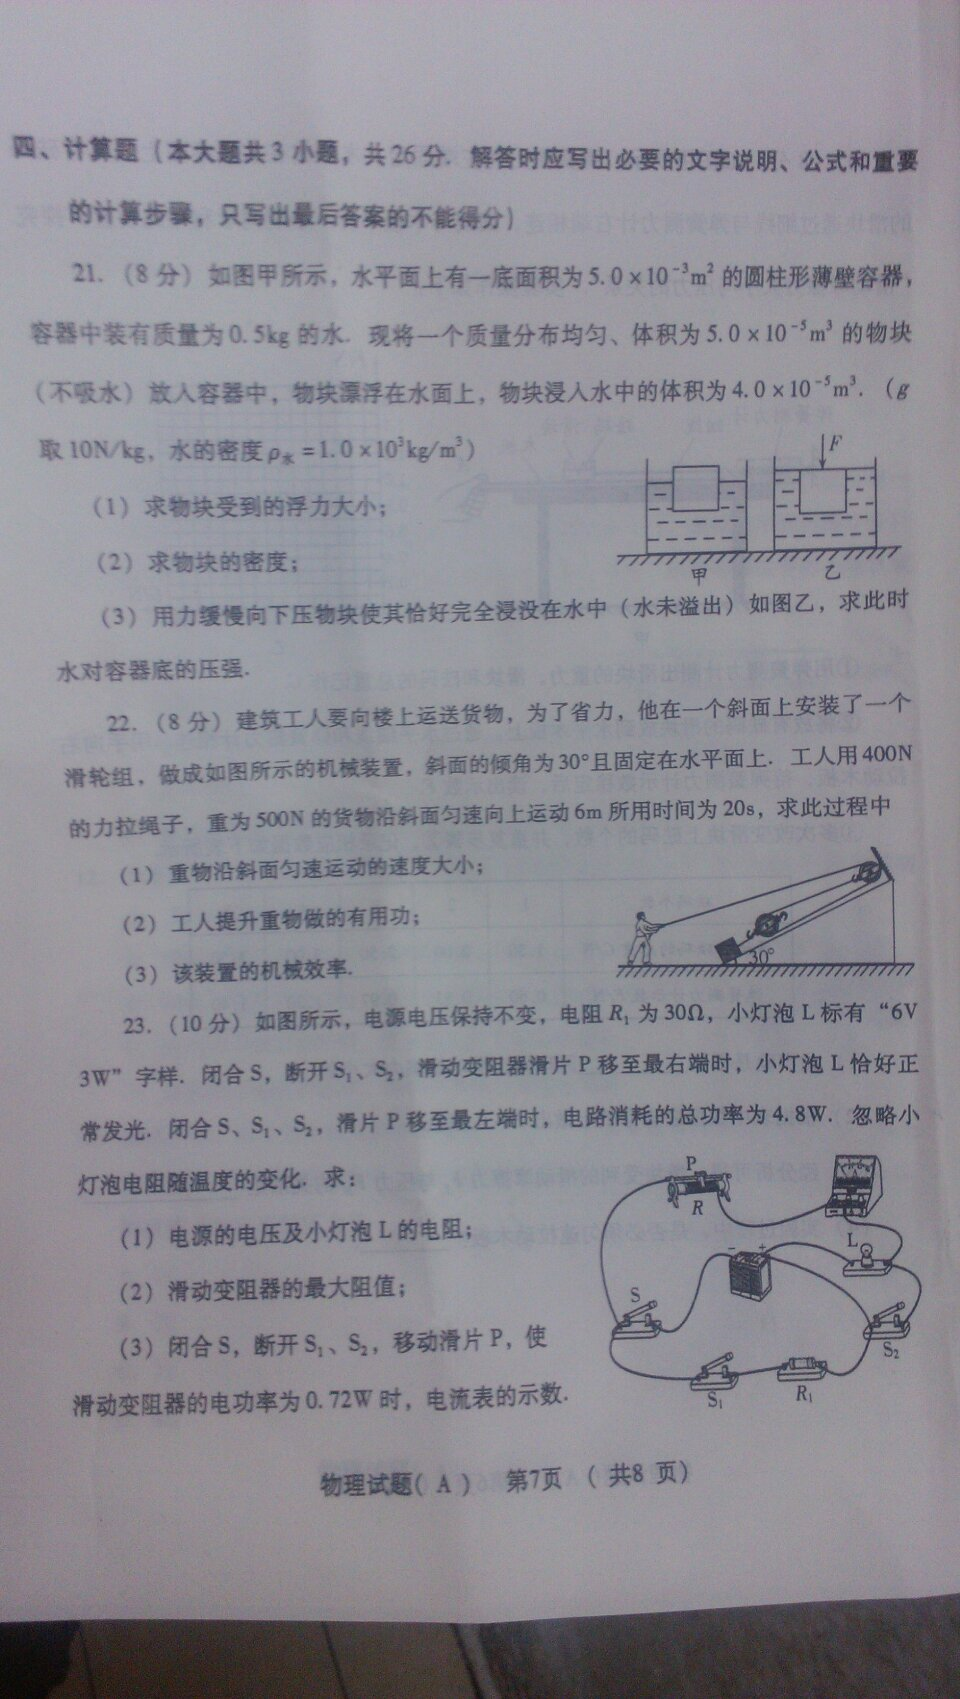 四、计算题(本大题共3小题，共26分．解答时应写出必要的文字说明、公式和重要
的计算步骤，只写出最后答案的不能得分)
21.（8分）如图甲所示，水平面上有一底面积为5.0×10⁻³m²的圆柱形薄壁容器，
容器中装有质量为0.5kg的水．现将一个质量分布均匀、体积为5.0×10⁻⁵m³的物块
（不吸水）放入容器中，物块漂浮在水面上，物块浸入水中的体积为4.0×10⁻⁵m³．（g
取10N/kg，水的密度ρ水=1.0×10³kg/m³）
F
（1）求物块受到的浮力大小；
（2）求物块的密度；
甲 乙
（3）用力缓慢向下压物块使其恰好完全浸没在水中（水未溢出）如图乙，求此时
水对容器底的压强．
22.（8分）建筑工人要向楼上运送货物，为了省力，他在一个斜面上安装了一个
滑轮组，做成如图所示的机械装置，斜面的倾角为30°且固定在水平面上．工人用400N
的力拉绳子，重为500N的货物沿斜面匀速向上运动6m所用时间为20s，求此过程中
（1）重物沿斜面匀速运动的速度大小；
（2）工人提升重物做的有用功；
（3）该装置的机械效率．
30°
23.（10分）如图所示，电源电压保持不变，电阻R₁为30Ω，小灯泡L标有“6V
3W”字样．闭合S，断开S₁、S₂，滑动变阻器滑片P移至最右端时，小灯泡L恰好正
常发光．闭合S、S₁、S₂，滑片P移至最左端时，电路消耗的总功率为4.8W．忽略小
灯泡电阻随温度的变化．求：
P
R
（1）电源的电压及小灯泡L的电阻；
L
− +
（2）滑动变阻器的最大阻值；
S
（3）闭合S，断开S₁、S₂，移动滑片P，使
S₂
滑动变阻器的电功率为0.72W时，电流表的示数．
S₁ R₁
物理试题(A) 第7页 (共8页)